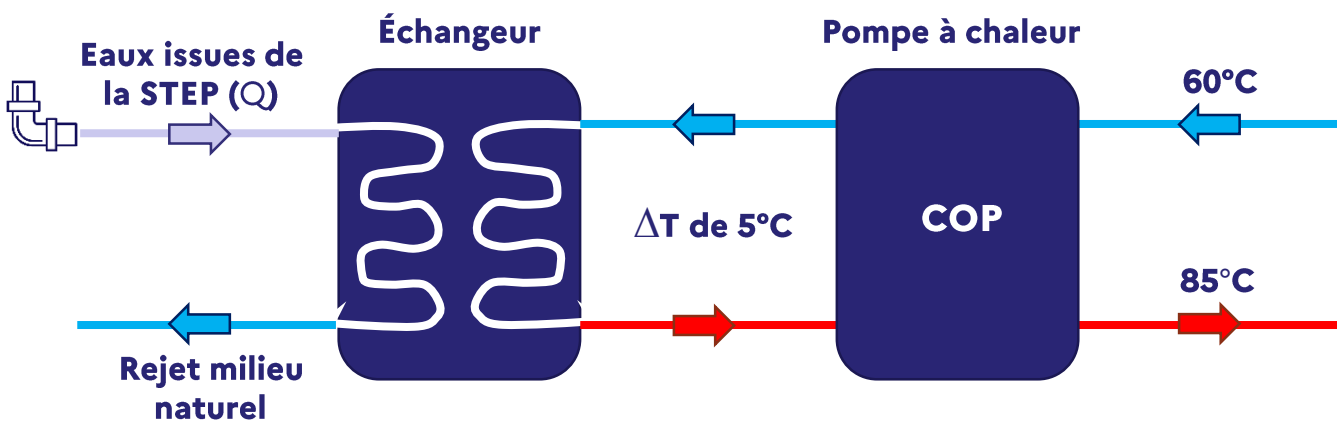 Échangeur
Pompe à chaleur
Eaux issues de
la STEP (Q)
60°C
ΔT de 5°C
COP
85°C
Rejet milieu
naturel